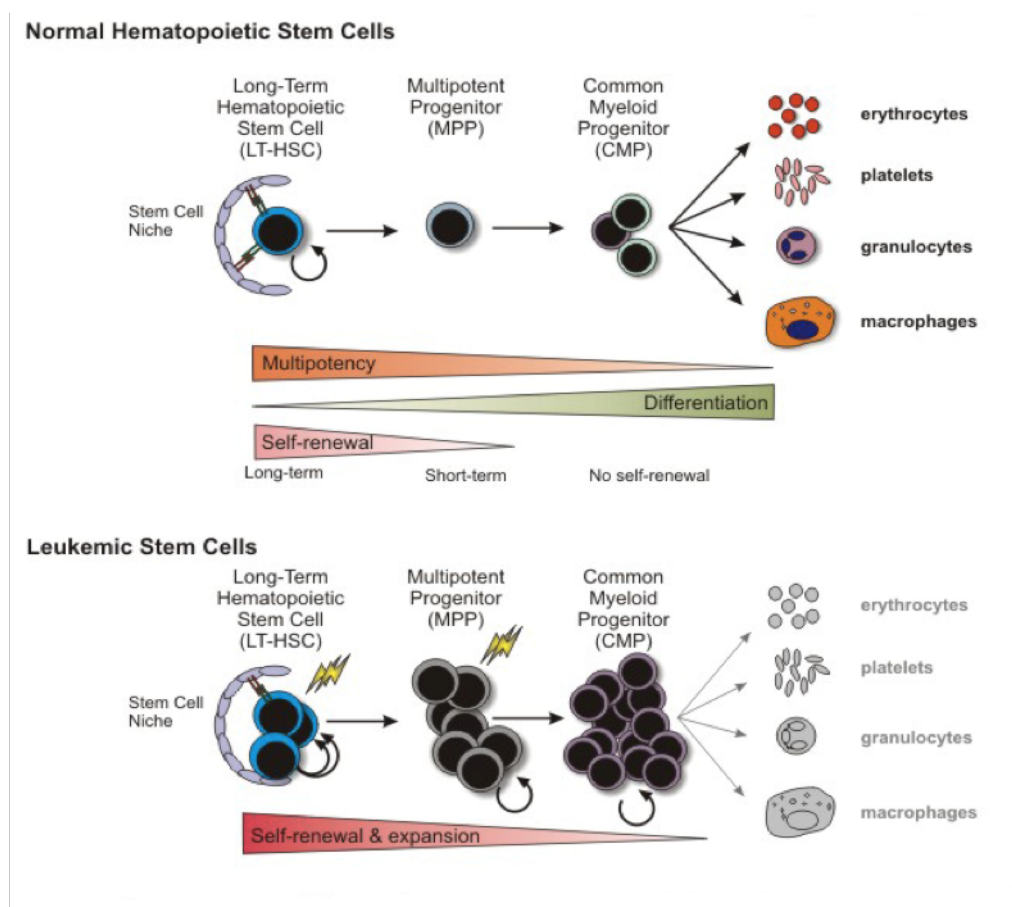 Normal Hematopoietic Stem Cells
Long-Term
Hematopoietic
Stem Cell
(LT-HSC)
Multipotent
Progenitor
(MPP)
Common
Myeloid
Progenitor
(CMP)
Stem Cell
Niche
erythrocytes
platelets
granulocytes
macrophages
Multipotency
Differentiation
Self-renewal
Long-term
Short-term
No self-renewal
Leukemic Stem Cells
Long-Term
Hematopoietic
Stem Cell
(LT-HSC)
Multipotent
Progenitor
(MPP)
Common
Myeloid
Progenitor
(CMP)
Stem Cell
Niche
erythrocytes
platelets
granulocytes
macrophages
Self-renewal & expansion